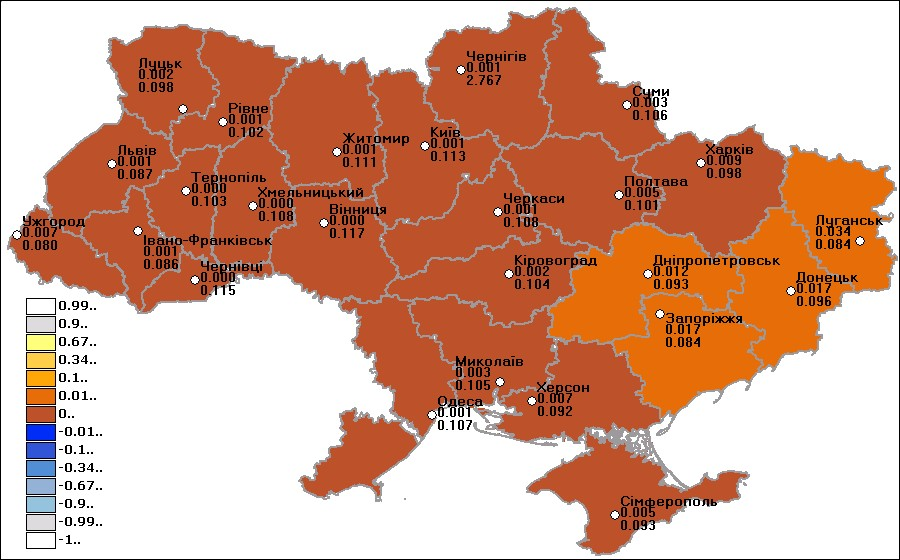 Чернігів
0.001
2.767
Луцьк
0.002
0.098
Суми
0.003
0.106
Рівне
0.001
0.102
Київ
0.001
0.113
Житомир
0.001
0.111
Харків
0.009
0.098
Львів
0.001
0.087
Тернопіль
0.000
0.103
Полтава
0.005
0.101
Хмельницький
0.000
0.108
Черкаси
0.001
0.108
Вінниця
0.000
0.117
Ужгород
0.007
0.080
Луганськ
0.034
0.084
Івано-Франківськ
0.001
0.086
Чернівці
0.000
0.115
Кіровоград
0.002
0.104
Дніпропетровськ
0.012
0.093
Донецьк
0.017
0.096
Запоріжжя
0.017
0.084
Миколаїв
0.003
0.105
Херсон
0.007
0.092
Одеса
0.001
0.107
Сімферополь
0.005
0.093
0.99..
0.9..
0.67..
0.34..
0.1..
0.01..
0..
-0.01..
-0.1..
-0.34..
-0.67..
-0.9..
-0.99..
-1..